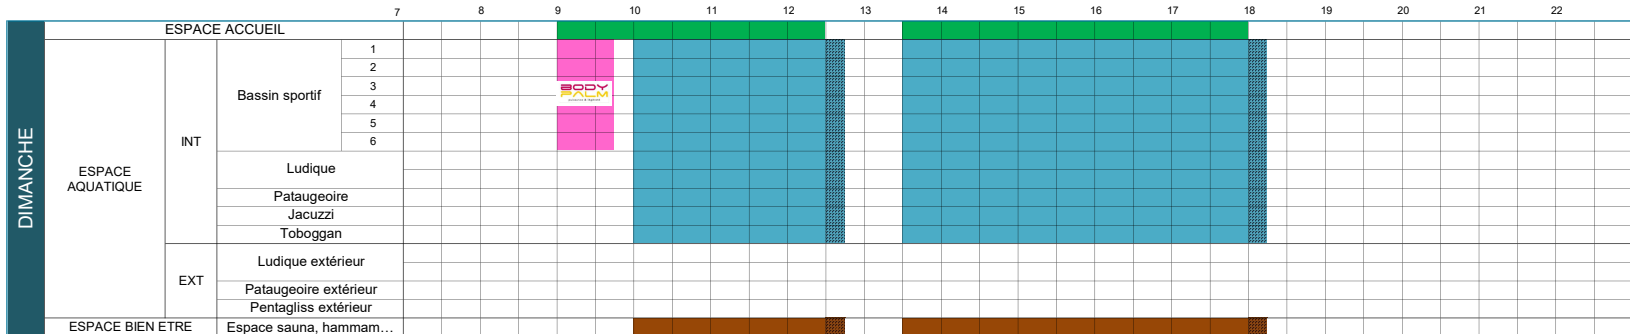 7 8 9 10 11 12 13 14 15 16 17 18 19 20 21 22
DIMANCHE
ESPACE ACCUEIL
ESPACE
AQUATIQUE
INT
Bassin sportif
1
2
3
4
5
6
BODY
PALM
Ludique
Pataugeoire
Jacuzzi
Toboggan
EXT
Ludique extérieur
Pataugeoire extérieur
Pentagliss extérieur
ESPACE BIEN ETRE
Espace sauna, hammam…